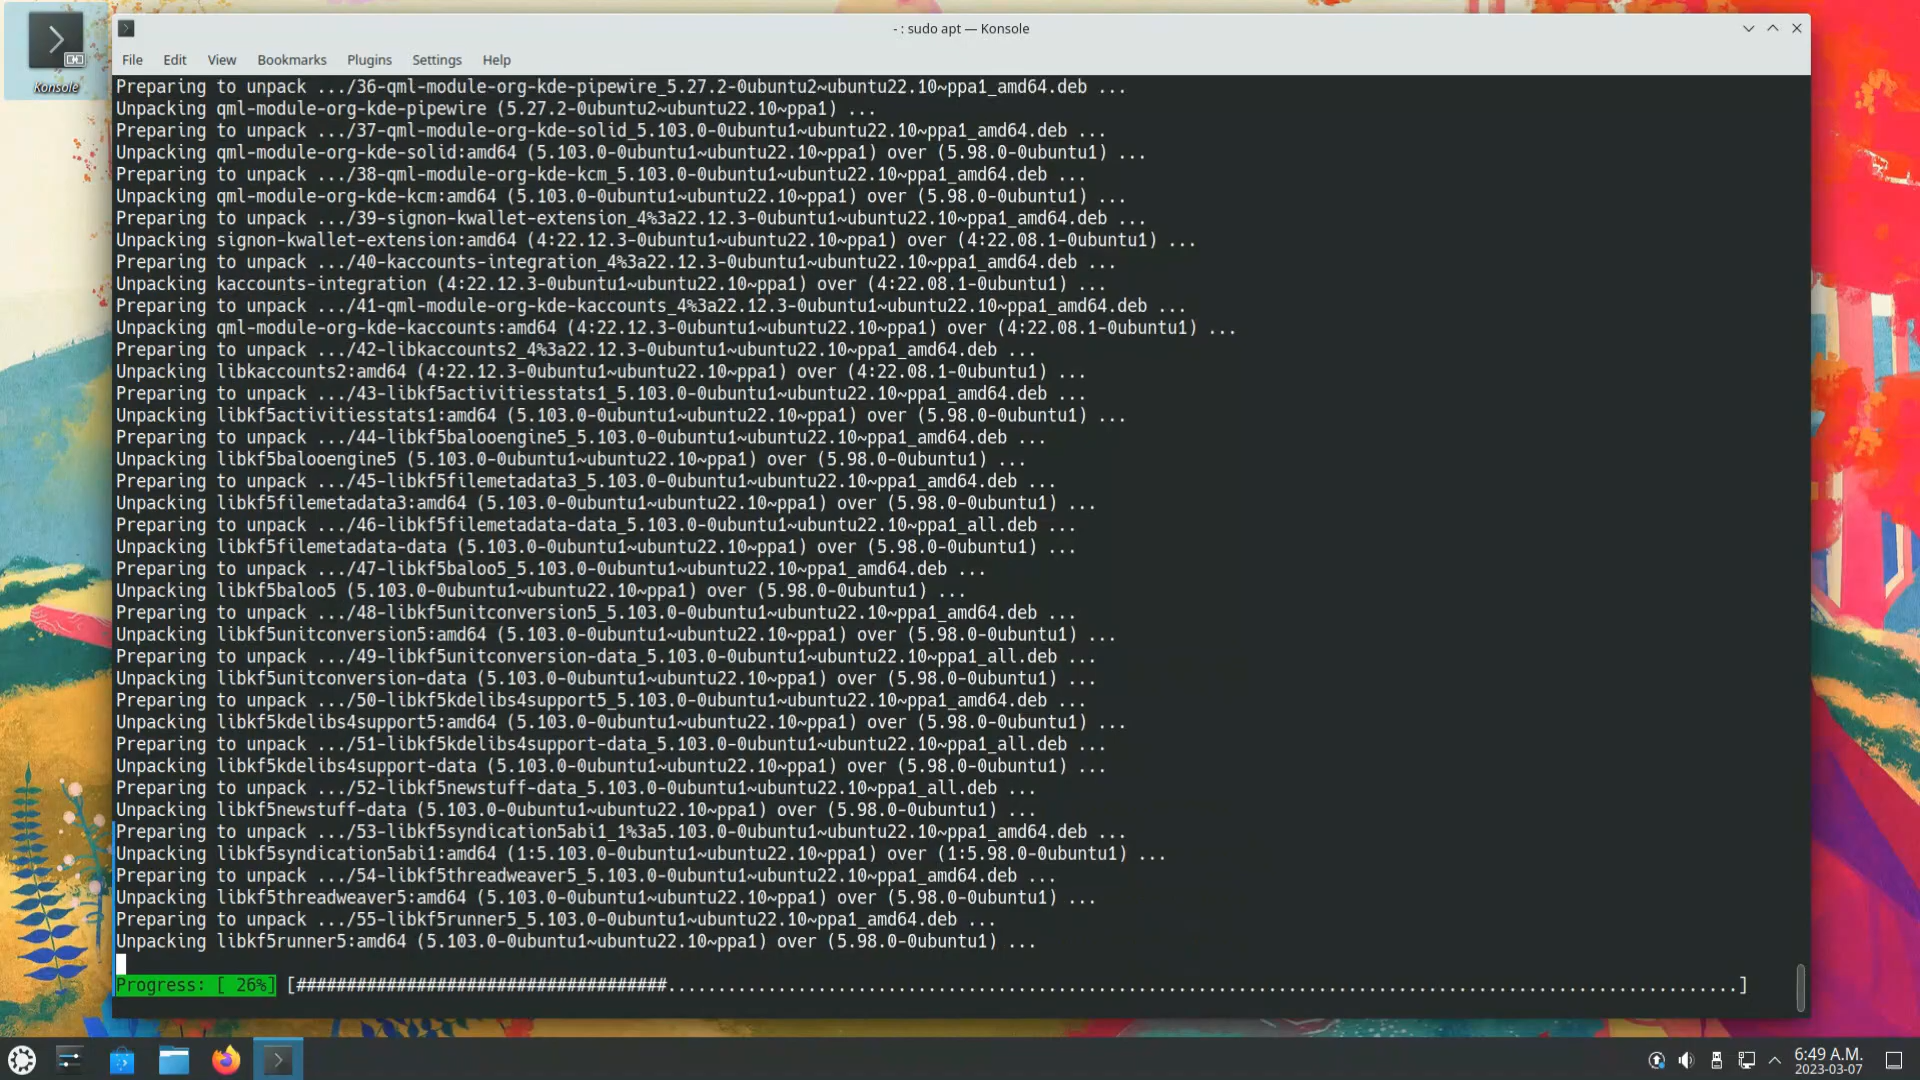 Konsole
- : sudo apt — Konsole
File Edit View Bookmarks Plugins Settings Help
Preparing to unpack .../36-qml-module-org-kde-pipewire_5.27.2-0ubuntu2~ubuntu22.10~ppa1_amd64.deb ...
Unpacking qml-module-org-kde-pipewire (5.27.2-0ubuntu2~ubuntu22.10~ppa1) ...
Preparing to unpack .../37-qml-module-org-kde-solid_5.103.0-0ubuntu1~ubuntu22.10~ppa1_amd64.deb ...
Unpacking qml-module-org-kde-solid:amd64 (5.103.0-0ubuntu1~ubuntu22.10~ppa1) over (5.98.0-0ubuntu1) ...
Preparing to unpack .../38-qml-module-org-kde-kcm_5.103.0-0ubuntu1~ubuntu22.10~ppa1_amd64.deb ...
Unpacking qml-module-org-kde-kcm:amd64 (5.103.0-0ubuntu1~ubuntu22.10~ppa1) over (5.98.0-0ubuntu1) ...
Preparing to unpack .../39-signon-kwallet-extension_4%3a22.12.3-0ubuntu1~ubuntu22.10~ppa1_amd64.deb ...
Unpacking signon-kwallet-extension:amd64 (4:22.12.3-0ubuntu1~ubuntu22.10~ppa1) over (4:22.08.1-0ubuntu1) ...
Preparing to unpack .../40-kaccounts-integration_4%3a22.12.3-0ubuntu1~ubuntu22.10~ppa1_amd64.deb ...
Unpacking kaccounts-integration (4:22.12.3-0ubuntu1~ubuntu22.10~ppa1) over (4:22.08.1-0ubuntu1) ...
Preparing to unpack .../41-qml-module-org-kde-kaccounts_4%3a22.12.3-0ubuntu1~ubuntu22.10~ppa1_amd64.deb ...
Unpacking qml-module-org-kde-kaccounts:amd64 (4:22.12.3-0ubuntu1~ubuntu22.10~ppa1) over (4:22.08.1-0ubuntu1) ...
Preparing to unpack .../42-libkaccounts2_4%3a22.12.3-0ubuntu1~ubuntu22.10~ppa1_amd64.deb ...
Unpacking libkaccounts2:amd64 (4:22.12.3-0ubuntu1~ubuntu22.10~ppa1) over (4:22.08.1-0ubuntu1) ...
Preparing to unpack .../43-libkf5activitiesstats1_5.103.0-0ubuntu1~ubuntu22.10~ppa1_amd64.deb ...
Unpacking libkf5activitiesstats1:amd64 (5.103.0-0ubuntu1~ubuntu22.10~ppa1) over (5.98.0-0ubuntu1) ...
Preparing to unpack .../44-libkf5balooengine5_5.103.0-0ubuntu1~ubuntu22.10~ppa1_amd64.deb ...
Unpacking libkf5balooengine5 (5.103.0-0ubuntu1~ubuntu22.10~ppa1) over (5.98.0-0ubuntu1) ...
Preparing to unpack .../45-libkf5filemetadata3_5.103.0-0ubuntu1~ubuntu22.10~ppa1_amd64.deb ...
Unpacking libkf5filemetadata3:amd64 (5.103.0-0ubuntu1~ubuntu22.10~ppa1) over (5.98.0-0ubuntu1) ...
Preparing to unpack .../46-libkf5filemetadata-data_5.103.0-0ubuntu1~ubuntu22.10~ppa1_all.deb ...
Unpacking libkf5filemetadata-data (5.103.0-0ubuntu1~ubuntu22.10~ppa1) over (5.98.0-0ubuntu1) ...
Preparing to unpack .../47-libkf5baloo5_5.103.0-0ubuntu1~ubuntu22.10~ppa1_amd64.deb ...
Unpacking libkf5baloo5 (5.103.0-0ubuntu1~ubuntu22.10~ppa1) over (5.98.0-0ubuntu1) ...
Preparing to unpack .../48-libkf5unitconversion5_5.103.0-0ubuntu1~ubuntu22.10~ppa1_amd64.deb ...
Unpacking libkf5unitconversion5:amd64 (5.103.0-0ubuntu1~ubuntu22.10~ppa1) over (5.98.0-0ubuntu1) ...
Preparing to unpack .../49-libkf5unitconversion-data_5.103.0-0ubuntu1~ubuntu22.10~ppa1_all.deb ...
Unpacking libkf5unitconversion-data (5.103.0-0ubuntu1~ubuntu22.10~ppa1) over (5.98.0-0ubuntu1) ...
Preparing to unpack .../50-libkf5kdelibs4support5_5.103.0-0ubuntu1~ubuntu22.10~ppa1_amd64.deb ...
Unpacking libkf5kdelibs4support5:amd64 (5.103.0-0ubuntu1~ubuntu22.10~ppa1) over (5.98.0-0ubuntu1) ...
Preparing to unpack .../51-libkf5kdelibs4support-data_5.103.0-0ubuntu1~ubuntu22.10~ppa1_all.deb ...
Unpacking libkf5kdelibs4support-data (5.103.0-0ubuntu1~ubuntu22.10~ppa1) over (5.98.0-0ubuntu1) ...
Preparing to unpack .../52-libkf5newstuff-data_5.103.0-0ubuntu1~ubuntu22.10~ppa1_all.deb ...
Unpacking libkf5newstuff-data (5.103.0-0ubuntu1~ubuntu22.10~ppa1) over (5.98.0-0ubuntu1) ...
Preparing to unpack .../53-libkf5syndication5abi1_1%3a5.103.0-0ubuntu1~ubuntu22.10~ppa1_amd64.deb ...
Unpacking libkf5syndication5abi1:amd64 (1:5.103.0-0ubuntu1~ubuntu22.10~ppa1) over (1:5.98.0-0ubuntu1) ...
Preparing to unpack .../54-libkf5threadweaver5_5.103.0-0ubuntu1~ubuntu22.10~ppa1_amd64.deb ...
Unpacking libkf5threadweaver5:amd64 (5.103.0-0ubuntu1~ubuntu22.10~ppa1) over (5.98.0-0ubuntu1) ...
Preparing to unpack .../55-libkf5runner5_5.103.0-0ubuntu1~ubuntu22.10~ppa1_amd64.deb ...
Unpacking libkf5runner5:amd64 (5.103.0-0ubuntu1~ubuntu22.10~ppa1) over (5.98.0-0ubuntu1) ...
Progress: [ 26%] [#####################################...........................................................................................................]
6:49 A.M.
2023-03-07